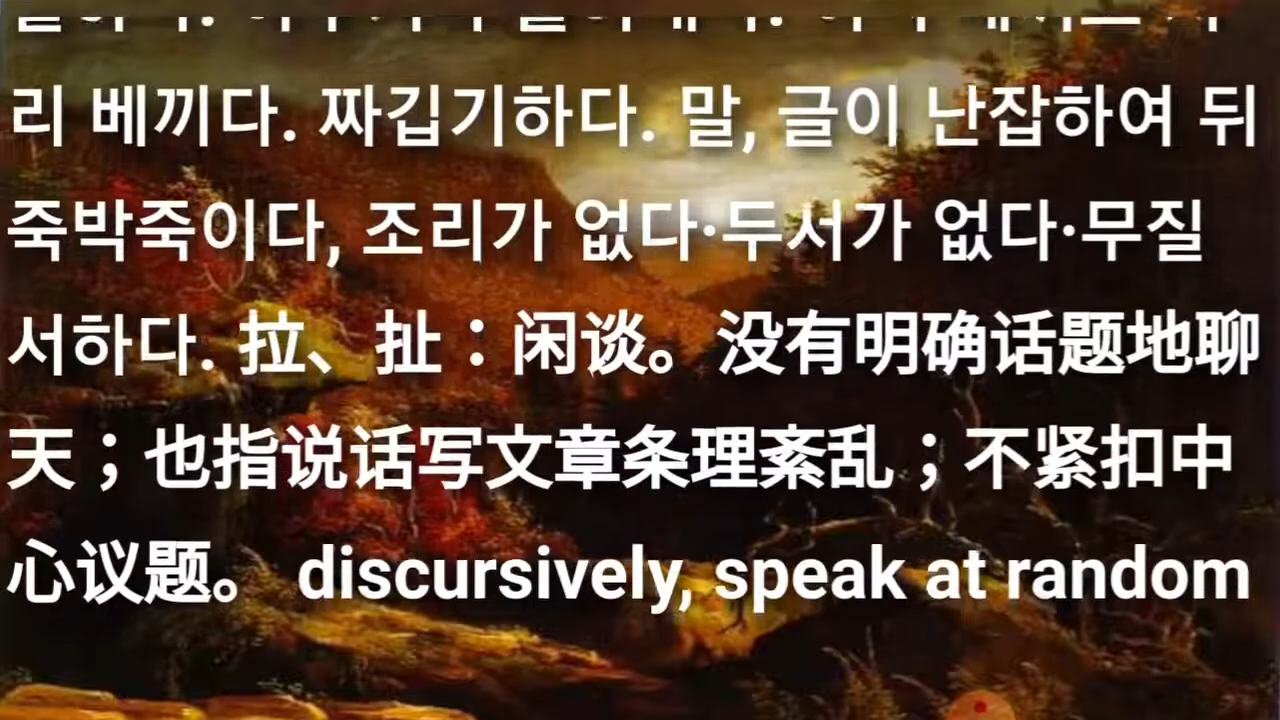 리 베끼다. 짜깁기하다. 말, 글이 난잡하여 뒤
죽박죽이다, 조리가 없다·두서가 없다·무질
서하다. 拉、扯：闲谈。没有明确话题地聊
天；也指说话写文章条理紊乱；不紧扣中
心议题。 discursively, speak at random